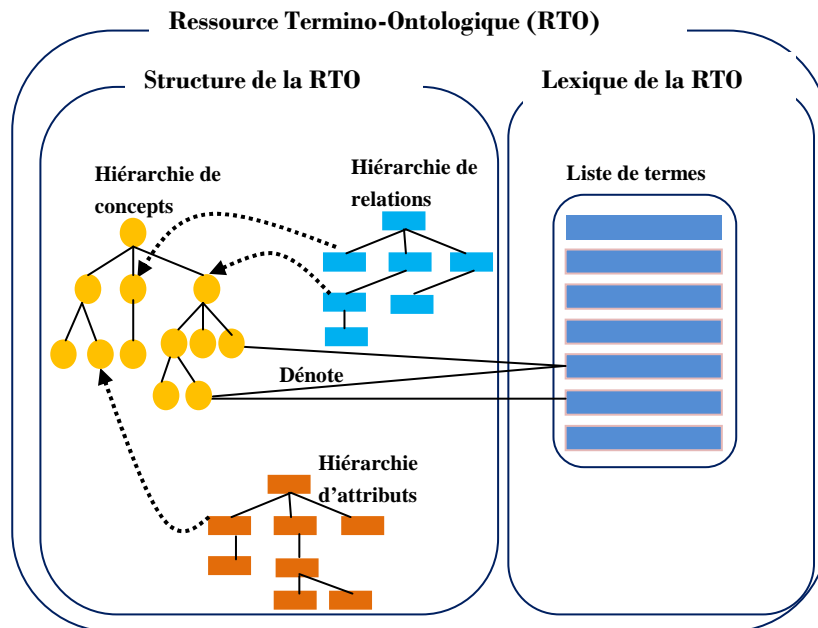 Ressource Termino-Ontologique (RTO)
Structure de la RTO
Lexique de la RTO
Hiérarchie de
concepts
Hiérarchie de
relations
Liste de termes
Dénote
Hiérarchie
d'attributs